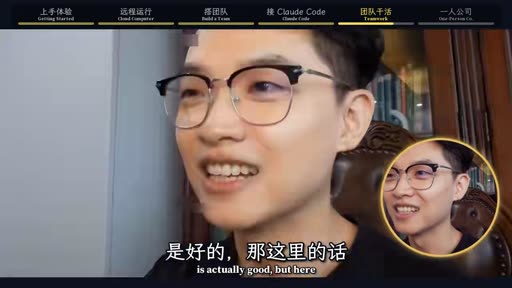 上手体验
Getting Started
远程运行
Cloud Computer
搭团队
Build a Team
接 Claude Code
Claude Code
团队干活
Teamwork
一人公司
One-Person Co.
是好的，那这里的话
is actually good, but here